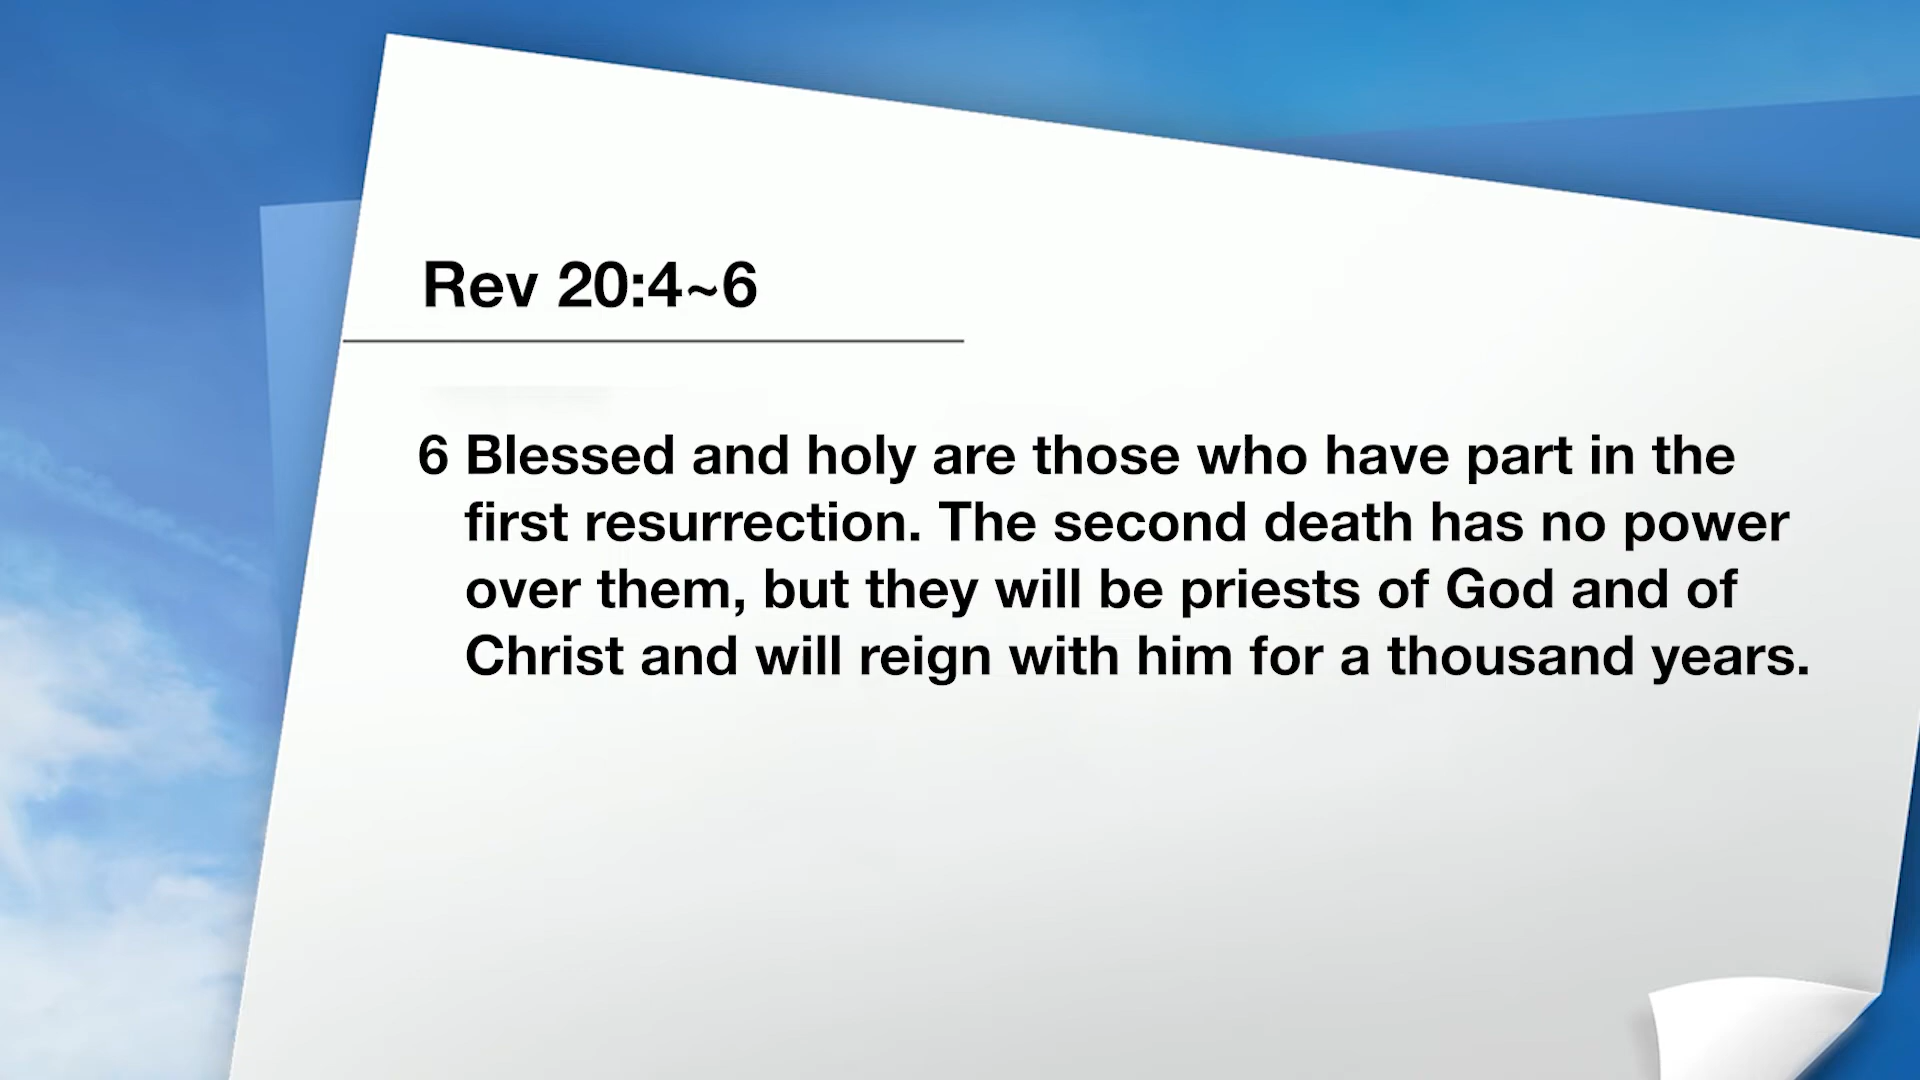 Rev 20:4~6
6 Blessed and holy are those who have part in the
first resurrection. The second death has no power
over them, but they will be priests of God and of
Christ and will reign with him for a thousand years.